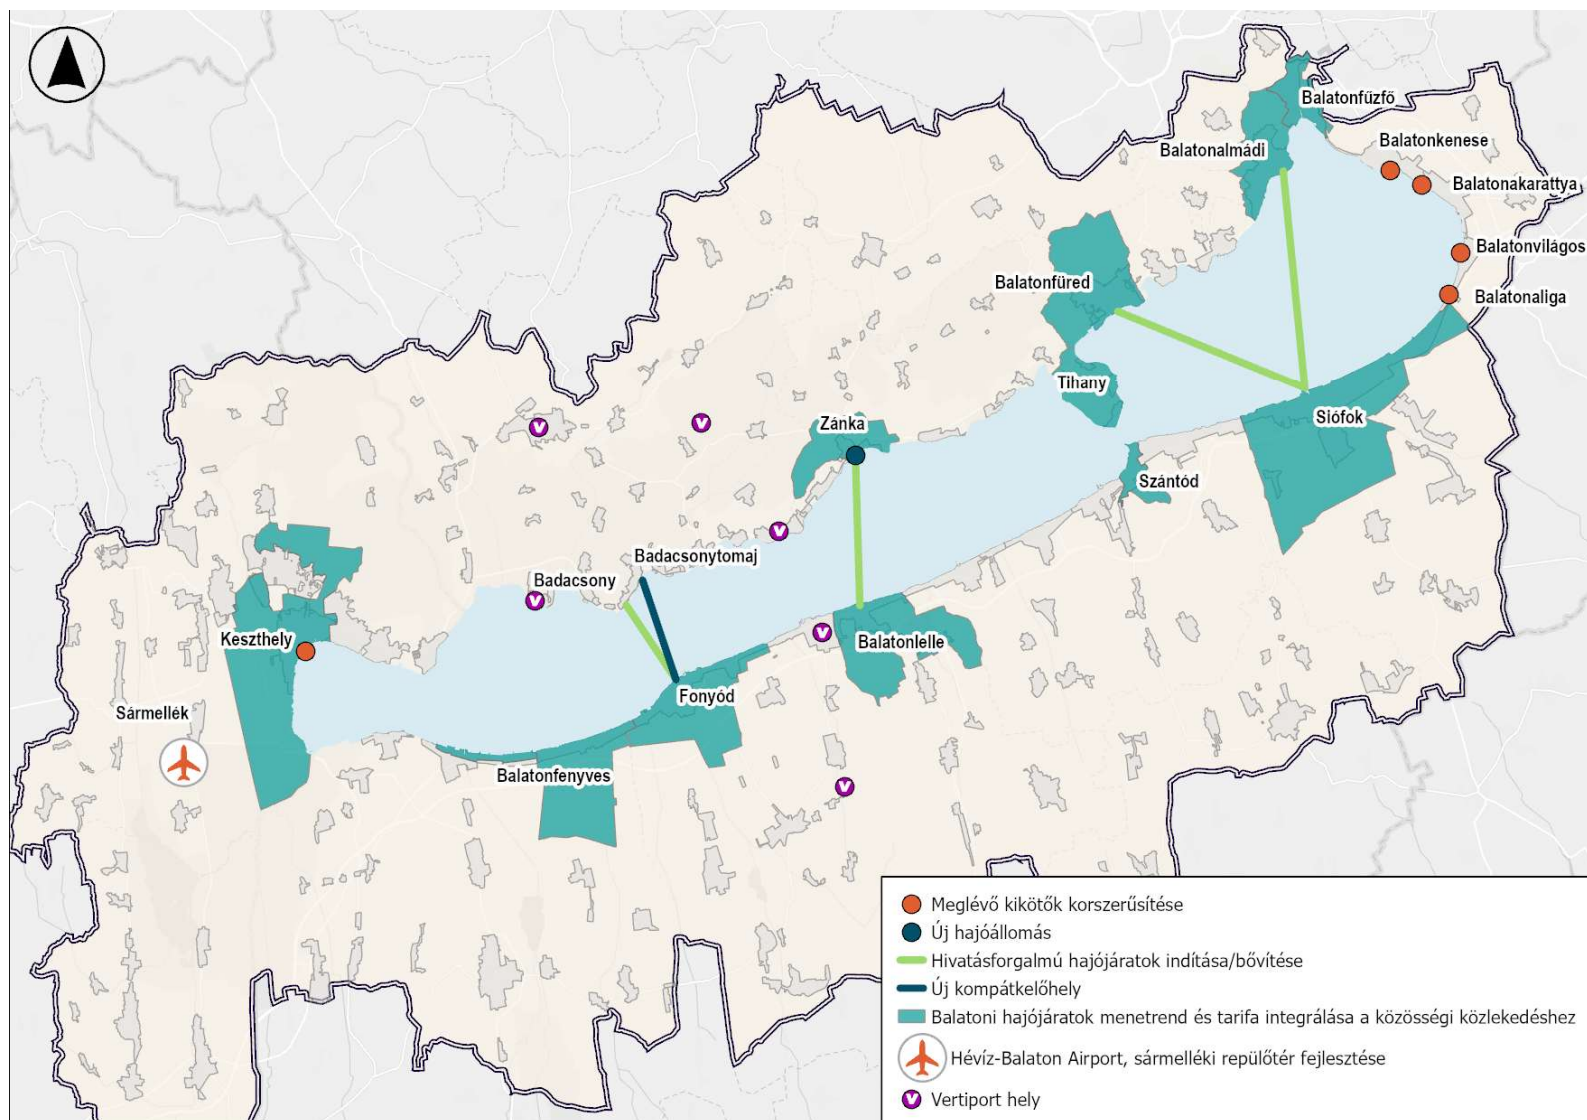 Balatonfűzfő
Balatonkenese
Balatonalmádi
Balatonakarattya
Balatonvilágos
Balatonfüred
Balatonaliga
Tihany
Siófok
Zánka
Szántód
Badacsonytomaj
Badacsony
Keszthely
Balatonlelle
Fonyód
Sármellék
Balatonfenyves
V
V
V
V
V
V
Meglévő kikötők korszerűsítése
Új hajóállomás
Hivatásforgalmú hajójáratok indítása/bővítése
Új kompátkelőhely
Balatoni hajójáratok menetrend és tarifa integrálása a közösségi közlekedéshez
Hévíz-Balaton Airport, sármelléki repülőtér fejlesztése
V Vertiport hely